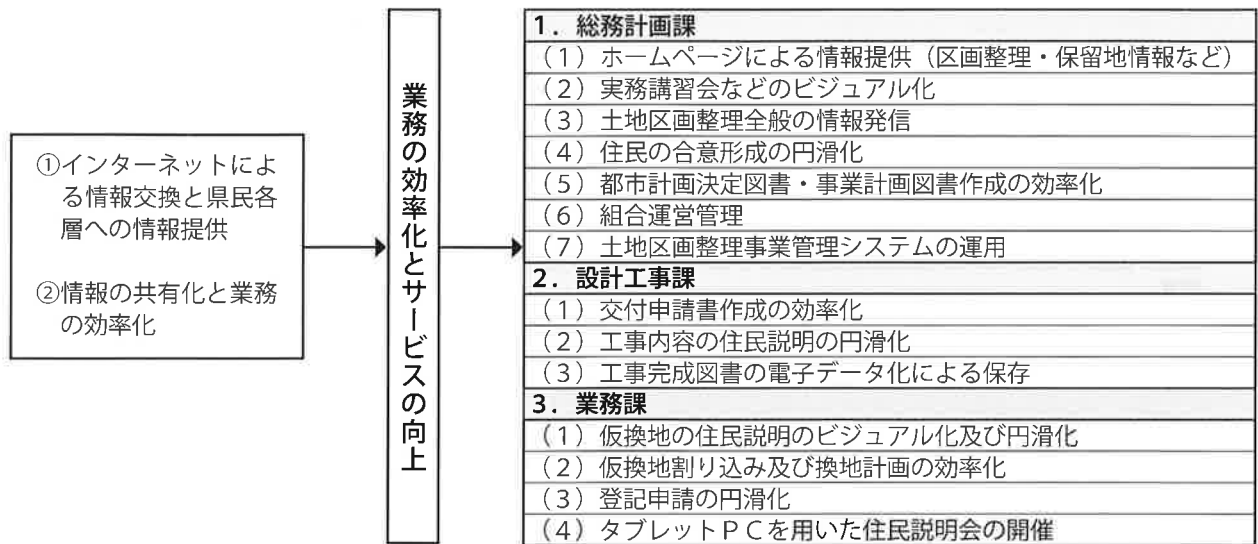 ①インターネットによ
る情報交換と県民各
層への情報提供
②情報の共有化と業務
の効率化
業務の効率化とサービスの向上
1．総務計画課
（1）ホームページによる情報提供（区画整理・保留地情報など）
（2）実務講習会などのビジュアル化
（3）土地区画整理全般の情報発信
（4）住民の合意形成の円滑化
（5）都市計画決定図書・事業計画図書作成の効率化
（6）組合運営管理
（7）土地区画整理事業管理システムの運用
2．設計工事課
（1）交付申請書作成の効率化
（2）工事内容の住民説明の円滑化
（3）工事完成図書の電子データ化による保存
3．業務課
（1）仮換地の住民説明のビジュアル化及び円滑化
（2）仮換地割り込み及び換地計画の効率化
（3）登記申請の円滑化
（4）タブレットＰＣを用いた住民説明会の開催